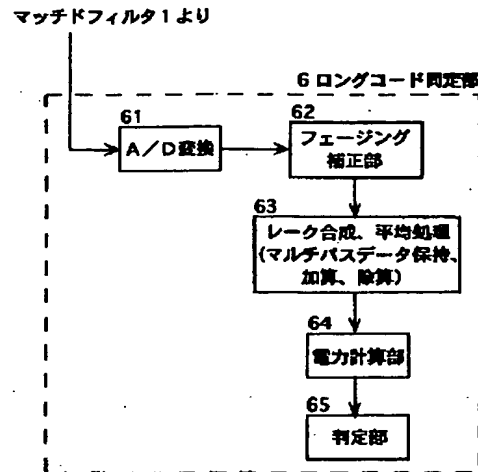 マッチドフィルタ1より
6 ロングコード同定部
61
A/D変換
62
フェージング
補正部
63
レーク合成、平均処理
(マルチパスデータ保持、
加算、除算)
64
電力計算部
65
判定部